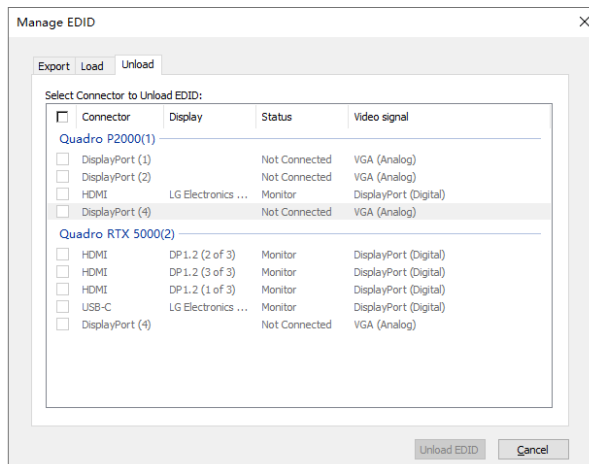 Manage EDID
Export Load Unload
Select Connector to Unload EDID:
Connector Display Status Video signal
Quadro P2000(1)
DisplayPort (1) Not Connected VGA (Analog)
DisplayPort (2) Not Connected VGA (Analog)
HDMI LG Electronics ... Monitor DisplayPort (Digital)
DisplayPort (4) Not Connected VGA (Analog)
Quadro RTX 5000(2)
HDMI DP1.2 (2 of 3) Monitor DisplayPort (Digital)
HDMI DP1.2 (3 of 3) Monitor DisplayPort (Digital)
HDMI DP1.2 (1 of 3) Monitor DisplayPort (Digital)
USB-C LG Electronics ... Monitor DisplayPort (Digital)
DisplayPort (4) Not Connected VGA (Analog)
Unload EDID Cancel